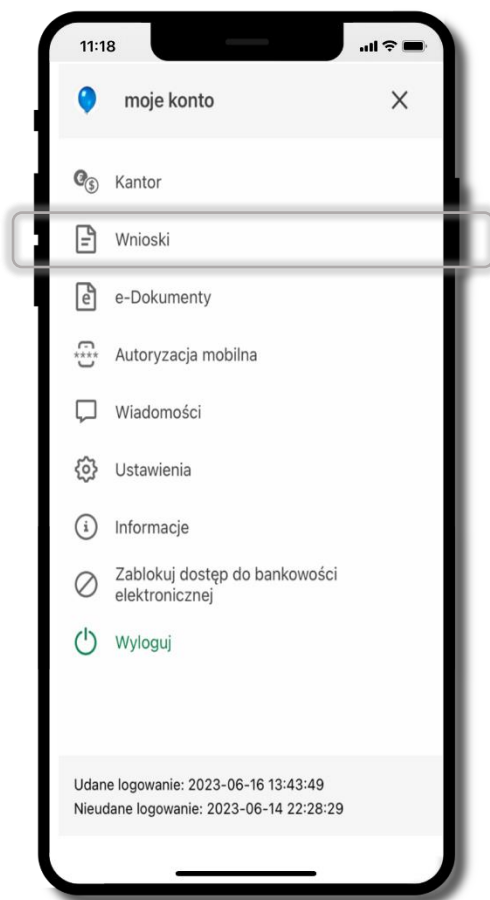 11:18
moje konto
Kantor
Wnioski
e-Dokumenty
Autoryzacja mobilna
Wiadomości
Ustawienia
Informacje
Zablokuj dostęp do bankowości
elektronicznej
Wyloguj
Udane logowanie: 2023-06-16 13:43:49
Nieudane logowanie: 2023-06-14 22:28:29